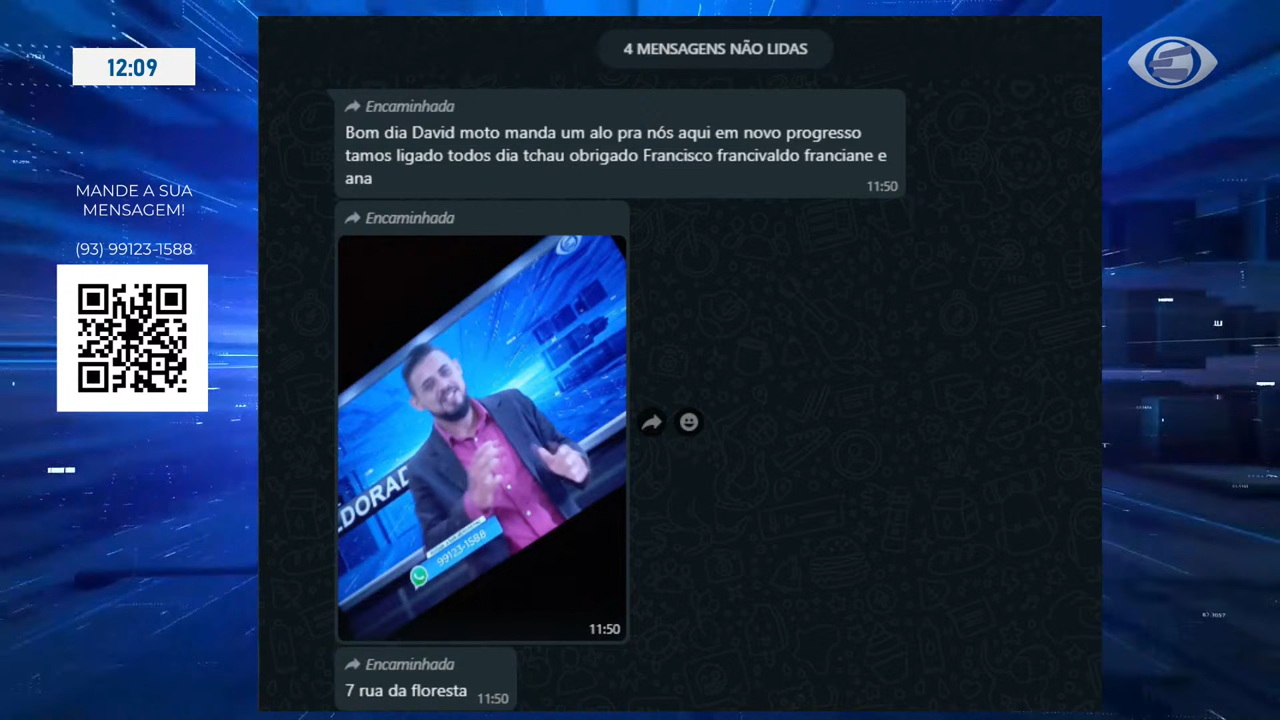 12:09
MANDE A SUA
MENSAGEM!
(93) 99123-1588
4 MENSAGENS NÃO LIDAS
Encaminhada
Bom dia David moto manda um alo pra nós aqui em novo progresso
tamos ligado todos dia tchau obrigado Francisco francivaldo franciane e
ana
11:50
Encaminhada
LDORAD
99123-1588
11:50
Encaminhada
7 rua da floresta
11:50